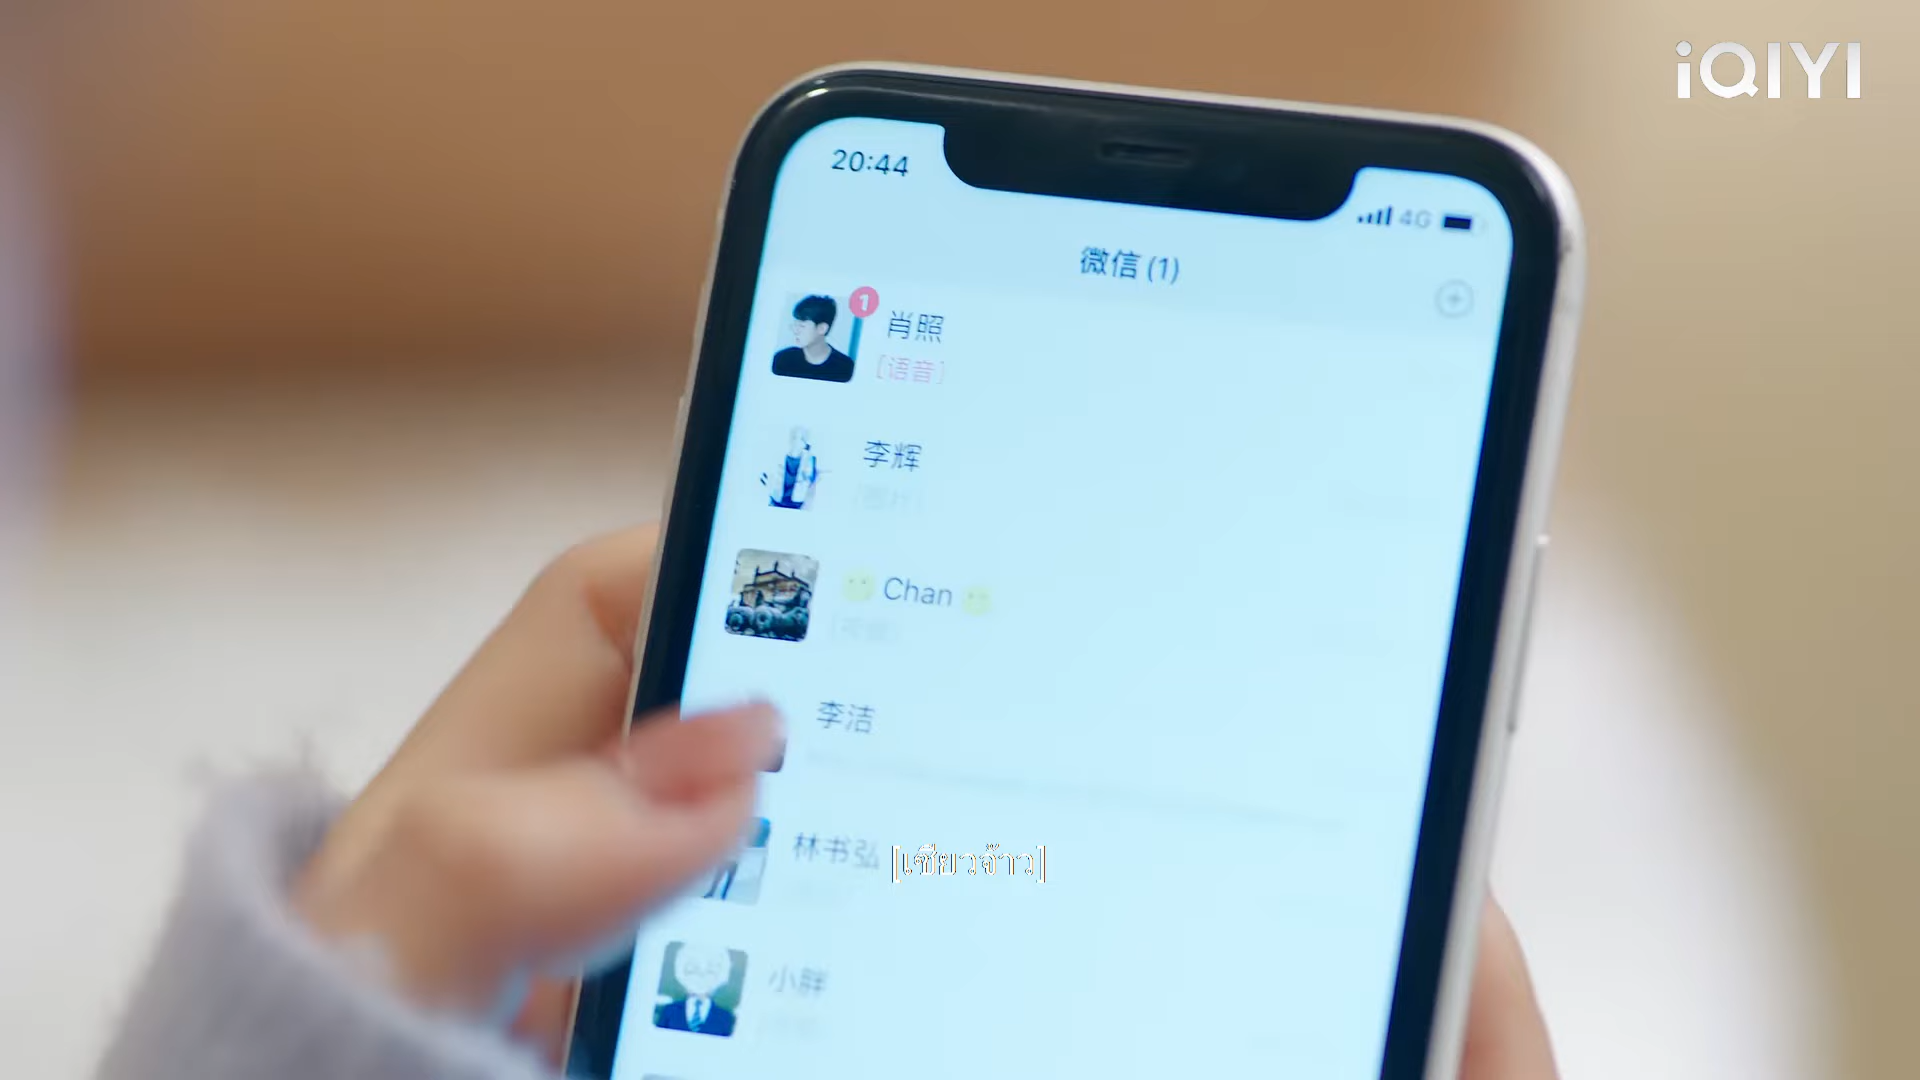 iQIYI
20:44
4G
微信(1)
1
肖照
[语音]
李辉
Chan
李洁
林书弘
[เซียวจ้าว]
小胖